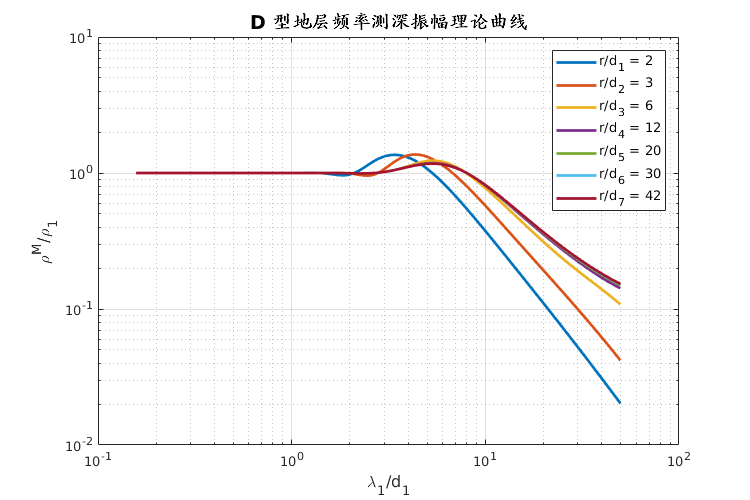 D 型地层频率测深振幅理论曲线
10^1
10^0
10^-1
10^-2
ρ^M/ρ_1
r/d_1 = 2
r/d_2 = 3
r/d_3 = 6
r/d_4 = 12
r/d_5 = 20
r/d_6 = 30
r/d_7 = 42
10^-1 10^0 10^1 10^2
λ_1/d_1